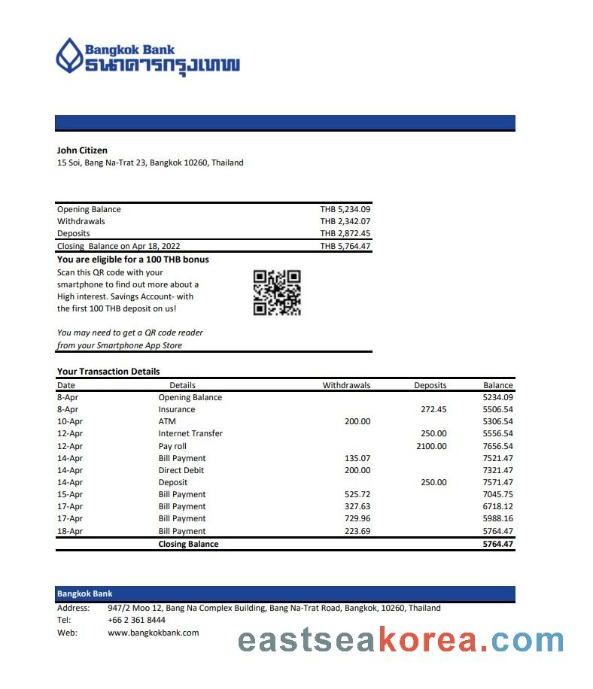 Bangkok Bank
ธนาคารกรุงเทพ
John Citizen
15 Soi, Bang Na-Trat 23, Bangkok 10260, Thailand
Opening Balance THB 5,234.09
Withdrawals THB 2,342.07
Deposits THB 2,872.45
Closing Balance on Apr 18, 2022 THB 5,764.47
You are eligible for a 100 THB bonus
Scan this QR code with your
smartphone to find out more about a
High interest. Savings Account- with
the first 100 THB deposit on us!
You may need to get a QR code reader
from your Smartphone App Store
Your Transaction Details
Date Details Withdrawals Deposits Balance
8-Apr Opening Balance 5234.09
8-Apr Insurance 272.45 5506.54
10-Apr ATM 200.00 5306.54
12-Apr Internet Transfer 250.00 5556.54
12-Apr Pay roll 2100.00 7656.54
14-Apr Bill Payment 135.07 7521.47
14-Apr Direct Debit 200.00 7321.47
14-Apr Deposit 250.00 7571.47
15-Apr Bill Payment 525.72 7045.75
17-Apr Bill Payment 327.63 6718.12
17-Apr Bill Payment 729.96 5988.16
18-Apr Bill Payment 223.69 5764.47
Closing Balance 5764.47
Bangkok Bank
Address: 947/2 Moo 12, Bang Na Complex Building, Bang Na-Trat Road, Bangkok, 10260, Thailand
Tel: +66 2 361 8444
Web: www.bangkokbank.com
eastseakorea.com